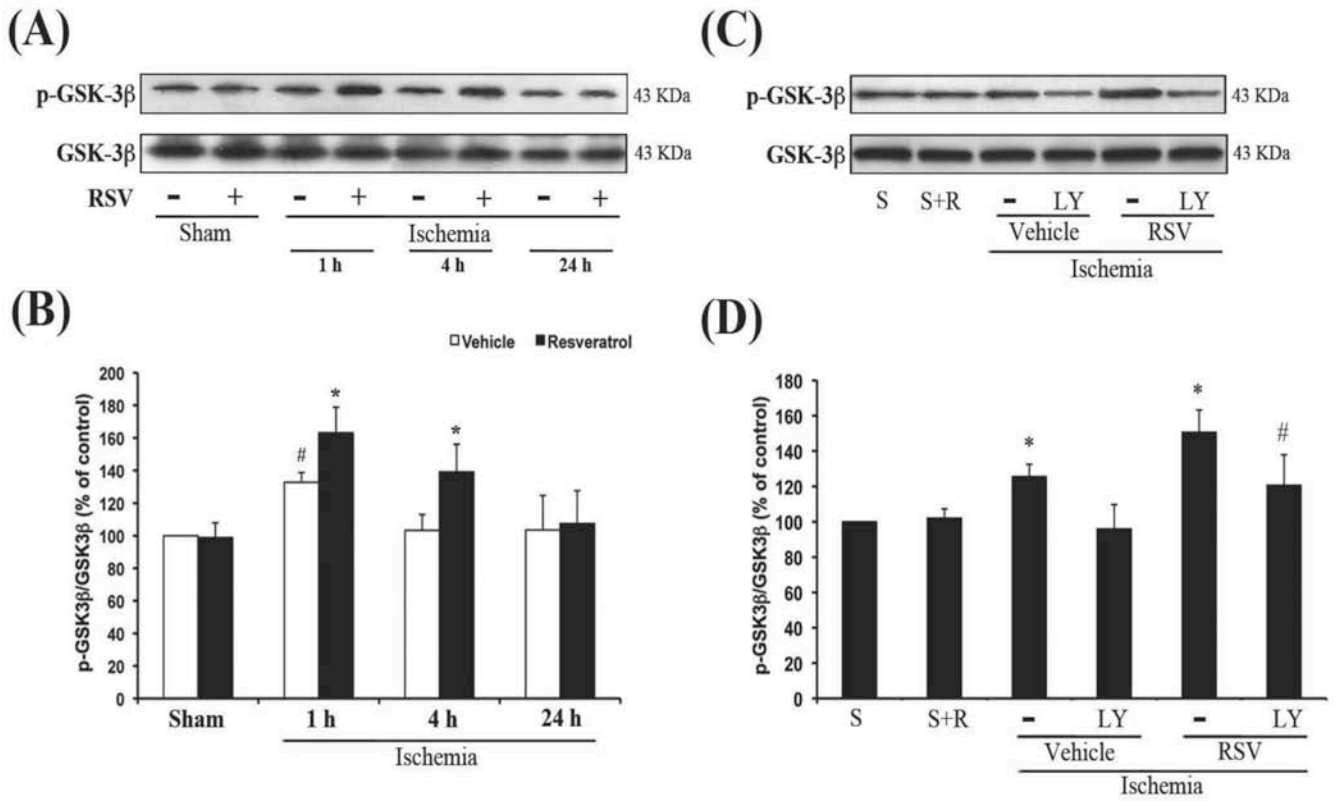 (A)
p-GSK-3β 43 KDa
GSK-3β 43 KDa
RSV - + - + - + - +
Sham Ischemia
1 h 4 h 24 h
(B)
Vehicle Resveratrol
p-GSK3β/GSK3β (% of control)
200
180
160
140
120
100
80
60
40
20
0
# * *
Sham 1 h 4 h 24 h
Ischemia
(C)
p-GSK-3β 43 KDa
GSK-3β 43 KDa
S S+R - LY - LY
Vehicle RSV
Ischemia
(D)
p-GSK3β/GSK3β (% of control)
180
160
140
120
100
80
60
40
20
0
* * #
S S+R - LY - LY
Vehicle RSV
Ischemia